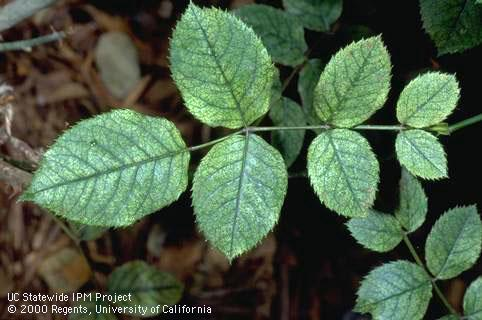 UC Statewide IPM Project
© 2000 Regents, University of California